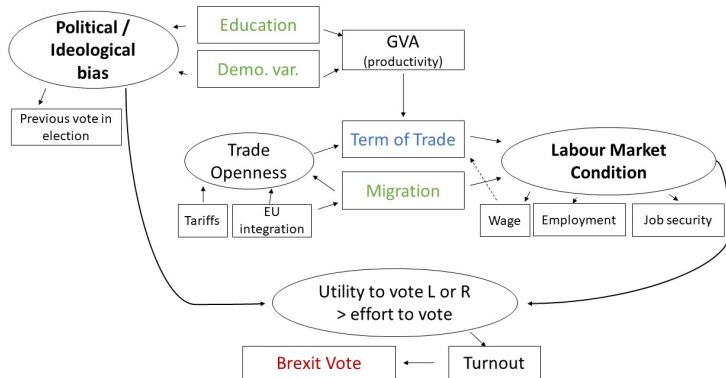 Political /
Ideological
bias
Education
Demo. var.
GVA
(productivity)
Previous vote in
election
Trade
Openness
Term of Trade
Migration
Labour Market
Condition
Tariffs
EU
integration
Wage
Employment
Job security
Utility to vote L or R
> effort to vote
Brexit Vote
Turnout